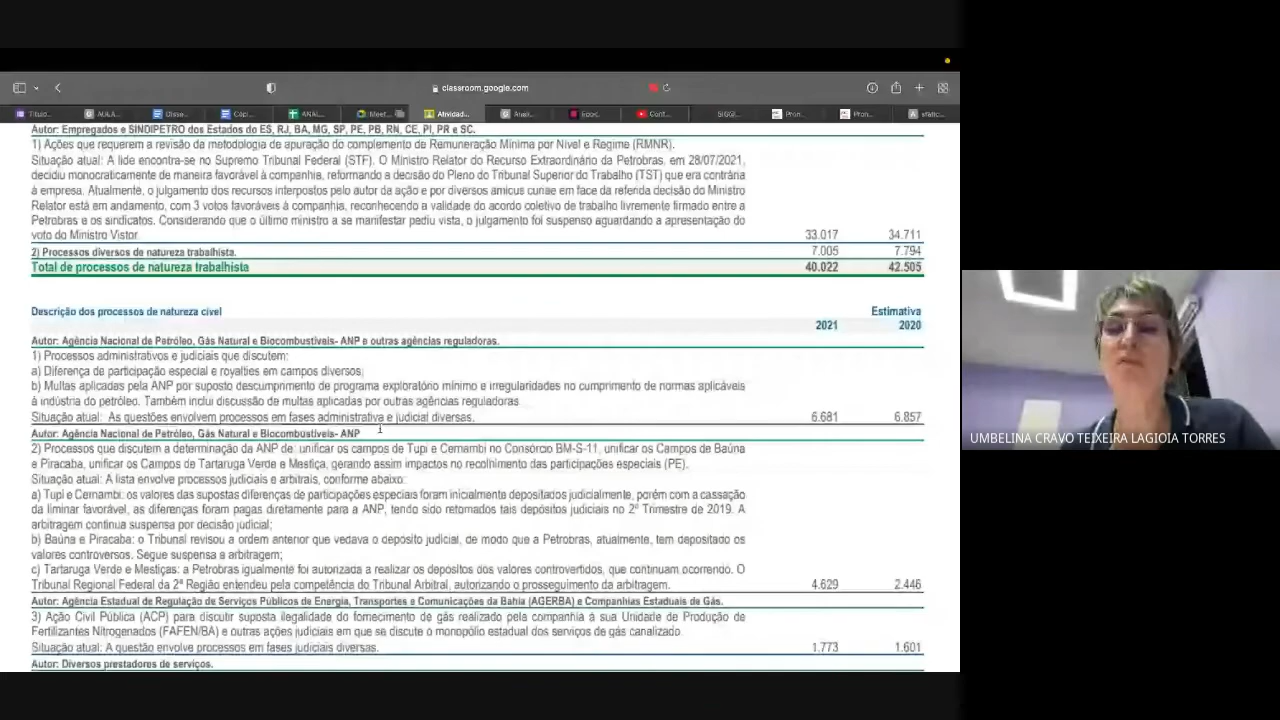 classroom.google.com
Título...
AULA...
Classe...
Cópi...
ANAL...
Meet...
Ativida...
Anali...
Epoc...
Cont...
SIGGI...
Pron...
Pron...
Autor: Empregados e SINDIPETRO dos Estados do ES, RJ, BA, MG, SP, PE, PB, RN, CE, PI, PR e SC.
1) Ações que requerem a revisão da metodologia de apuração do complemento de Remuneração Mínima por Nível e Regime (RMNR).
Situação atual: A lide encontra-se no Supremo Tribunal Federal (STF). O Ministro Relator do Recurso Extraordinário da Petrobras, em 28/07/2021,
decidiu monocraticamente de maneira favorável à companhia, reformando a decisão do Pleno do Tribunal Superior do Trabalho (TST) que era contrária
à empresa. Atualmente, o julgamento dos recursos interpostos pelo autor da ação e por diversos amicus curiae em face da referida decisão do Ministro
Relator está em andamento, com 3 votos favoráveis à companhia, reconhecendo a validade do acordo coletivo de trabalho livremente firmado entre a
Petrobras e os sindicatos. Considerando que o último ministro a se manifestar pediu vista, o julgamento foi suspenso aguardando a apresentação do
voto do Ministro Vistor. 33.017 34.711
2) Processos diversos de natureza trabalhista. 7.005 7.794
Total de processos de natureza trabalhista 40.022 42.505
Descrição dos processos de natureza cível Estimativa
2021 2020
Autor: Agência Nacional de Petróleo, Gás Natural e Biocombustíveis- ANP e outras agências reguladoras.
1) Processos administrativos e judiciais que discutem:
a) Diferença de participação especial e royalties em campos diversos;
b) Multas aplicadas pela ANP por suposto descumprimento de programa exploratório mínimo e irregularidades no cumprimento de normas aplicáveis
à indústria do petróleo. Também inclui discussão de multas aplicadas por outras agências reguladoras
Situação atual: As questões envolvem processos em fases administrativa e judicial diversas. 6.681 6.857
Autor: Agência Nacional de Petróleo, Gás Natural e Biocombustíveis- ANP
2) Processos que discutem a determinação da ANP de: unificar os campos de Tupi e Cernambi no Consórcio BM-S-11, unificar os Campos de Baúna
e Piracaba, unificar os Campos de Tartaruga Verde e Mestiça, gerando assim impactos no recolhimento das participações especiais (PE).
Situação atual: A lista envolve processos judiciais e arbitrais, conforme abaixo:
a) Tupi e Cernambi: os valores das supostas diferenças de participações especiais foram inicialmente depositados judicialmente, porém com a cassação
da liminar favorável, as diferenças foram pagas diretamente para a ANP, tendo sido retomados tais depósitos judiciais no 2º Trimestre de 2019. A
arbitragem continua suspensa por decisão judicial;
b) Baúna e Piracaba: o Tribunal revisou a ordem anterior que vedava o depósito judicial, de modo que a Petrobras, atualmente, tem depositado os
valores controversos. Segue suspensa a arbitragem;
c) Tartaruga Verde e Mestiças: a Petrobras igualmente foi autorizada a realizar os depósitos dos valores controvertidos, que continuam ocorrendo. O
Tribunal Regional Federal da 2ª Região entendeu pela competência do Tribunal Arbitral, autorizando o prosseguimento da arbitragem. 4.629 2.446
Autor: Agência Estadual de Regulação de Serviços Públicos de Energia, Transportes e Comunicações da Bahia (AGERBA) e Companhias Estaduais de Gás.
3) Ação Civil Pública (ACP) para discutir suposta ilegalidade do fornecimento de gás realizado pela companhia à sua Unidade de Produção de
Fertilizantes Nitrogenados (FAFEN/BA) e outras ações judiciais em que se discute o monopólio estadual dos serviços de gás canalizado.
Situação atual: A questão envolve processos em fases judiciais diversas. 1.773 1.601
Autor: Diversos prestadores de serviços.
UMBELINA CRAVO TEIXEIRA LAGIOIA TORRES